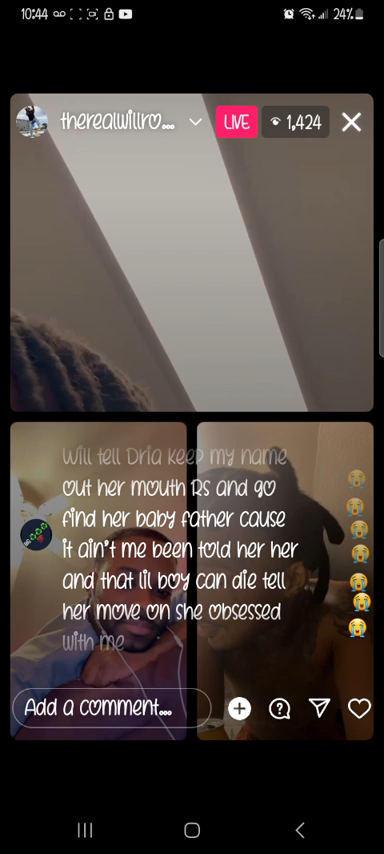 10:44
24%
therealwillro...
LIVE
1,424
Will tell Dria keep my name
out her mouth Rs and go
find her baby father cause
it ain't me been told her her
and that lil boy can die tell
her move on she obsessed
with me
Add a comment...